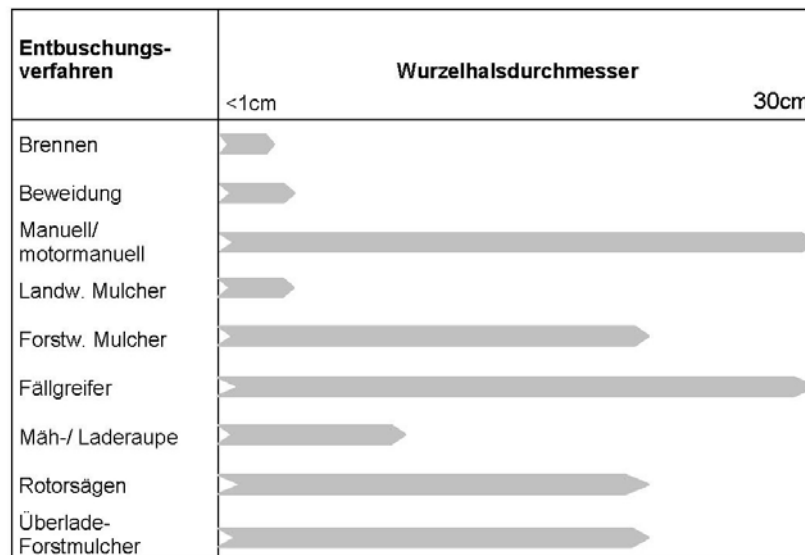 Entbuschungs-
verfahren
Wurzelhalsdurchmesser
<1cm
30cm
Brennen
Beweidung
Manuell/
motormanuell
Landw. Mulcher
Forstw. Mulcher
Fällgreifer
Mäh-/ Laderaupe
Rotorsägen
Überlade-
Forstmulcher